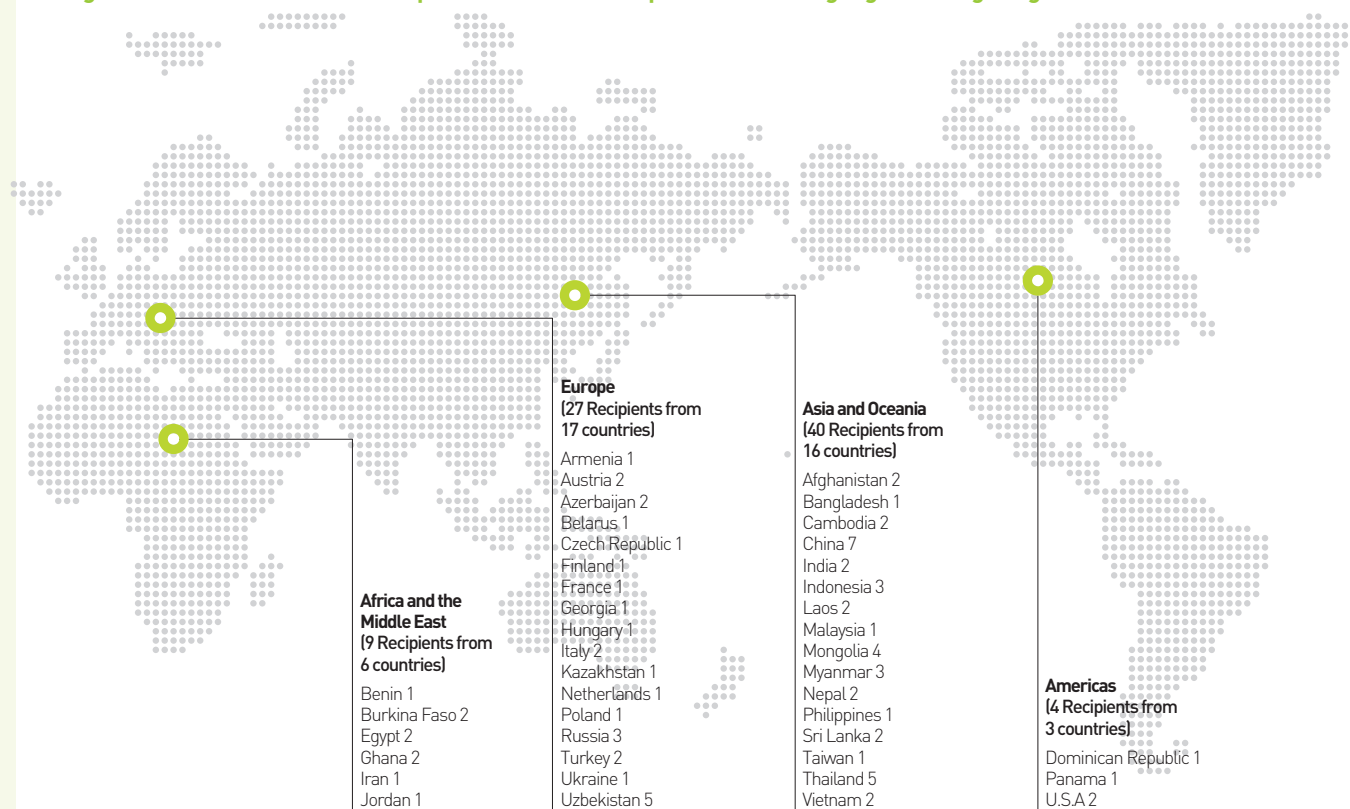 Europe
(27 Recipients from
17 countries)
Armenia 1
Austria 2
Azerbaijan 2
Belarus 1
Czech Republic 1
Finland 1
France 1
Georgia 1
Hungary 1
Italy 2
Kazakhstan 1
Netherlands 1
Poland 1
Russia 3
Turkey 2
Ukraine 1
Uzbekistan 5
Asia and Oceania
(40 Recipients from
16 countries)
Afghanistan 2
Bangladesh 1
Cambodia 2
China 7
India 2
Indonesia 3
Laos 2
Malaysia 1
Mongolia 4
Myanmar 3
Nepal 2
Philippines 1
Sri Lanka 2
Taiwan 1
Thailand 5
Vietnam 2
Africa and the
Middle East
(9 Recipients from
6 countries)
Benin 1
Burkina Faso 2
Egypt 2
Ghana 2
Iran 1
Jordan 1
Americas
(4 Recipients from
3 countries)
Dominican Republic 1
Panama 1
U.S.A 2